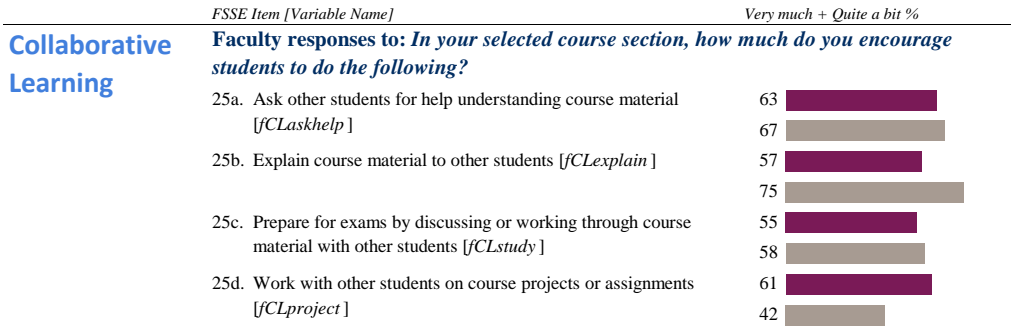 FSSE Item [Variable Name] Very much + Quite a bit %
Collaborative
Learning
Faculty responses to: In your selected course section, how much do you encourage
students to do the following?
25a. Ask other students for help understanding course material
[fCLaskhelp ]
63
67
25b. Explain course material to other students [fCLexplain ]
57
75
25c. Prepare for exams by discussing or working through course
material with other students [fCLstudy ]
55
58
25d. Work with other students on course projects or assignments
[fCLproject ]
61
42